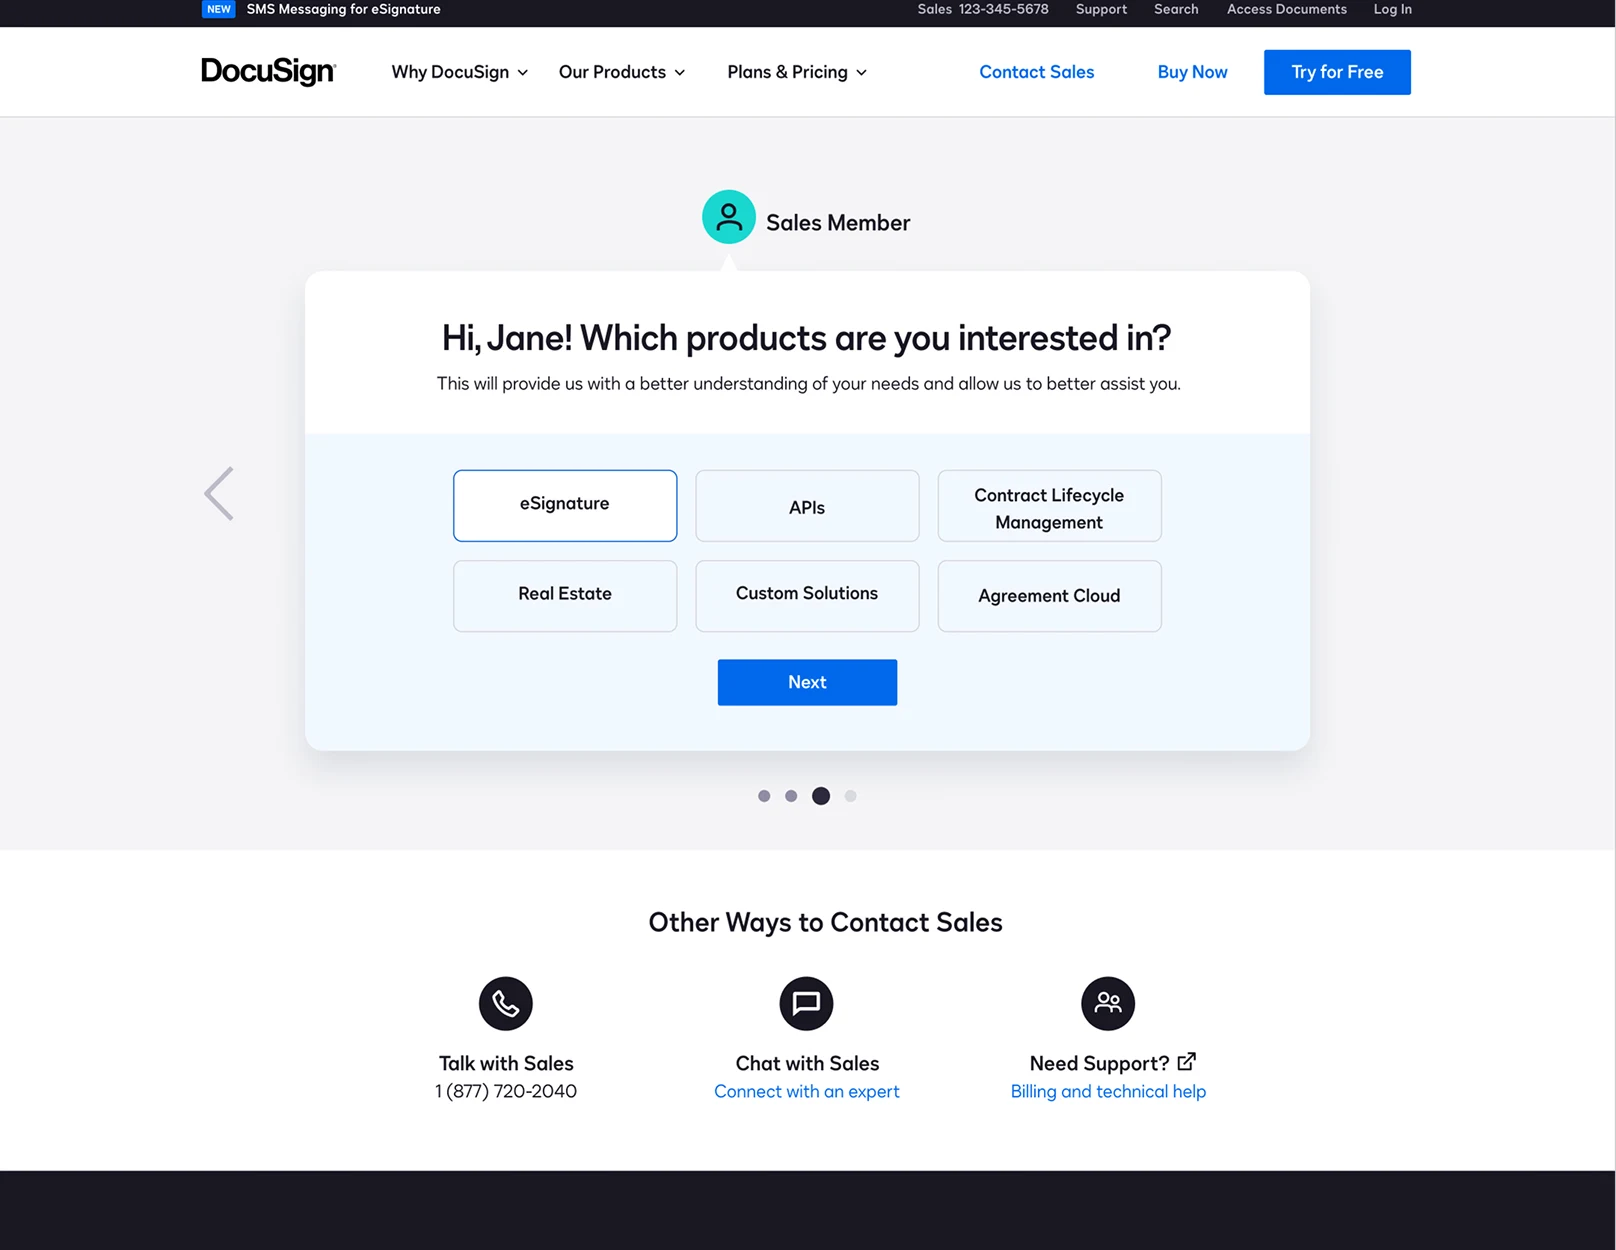 NEW SMS Messaging for eSignature Sales 123-345-5678 Support Search Access Documents Log In
DocuSign Why DocuSign Our Products Plans & Pricing Contact Sales Buy Now Try for Free
Sales Member
Hi, Jane! Which products are you interested in?
This will provide us with a better understanding of your needs and allow us to better assist you.
eSignature
APIs
Contract Lifecycle
Management
Real Estate
Custom Solutions
Agreement Cloud
Next
Other Ways to Contact Sales
Talk with Sales
1 (877) 720-2040
Chat with Sales
Connect with an expert
Need Support?
Billing and technical help